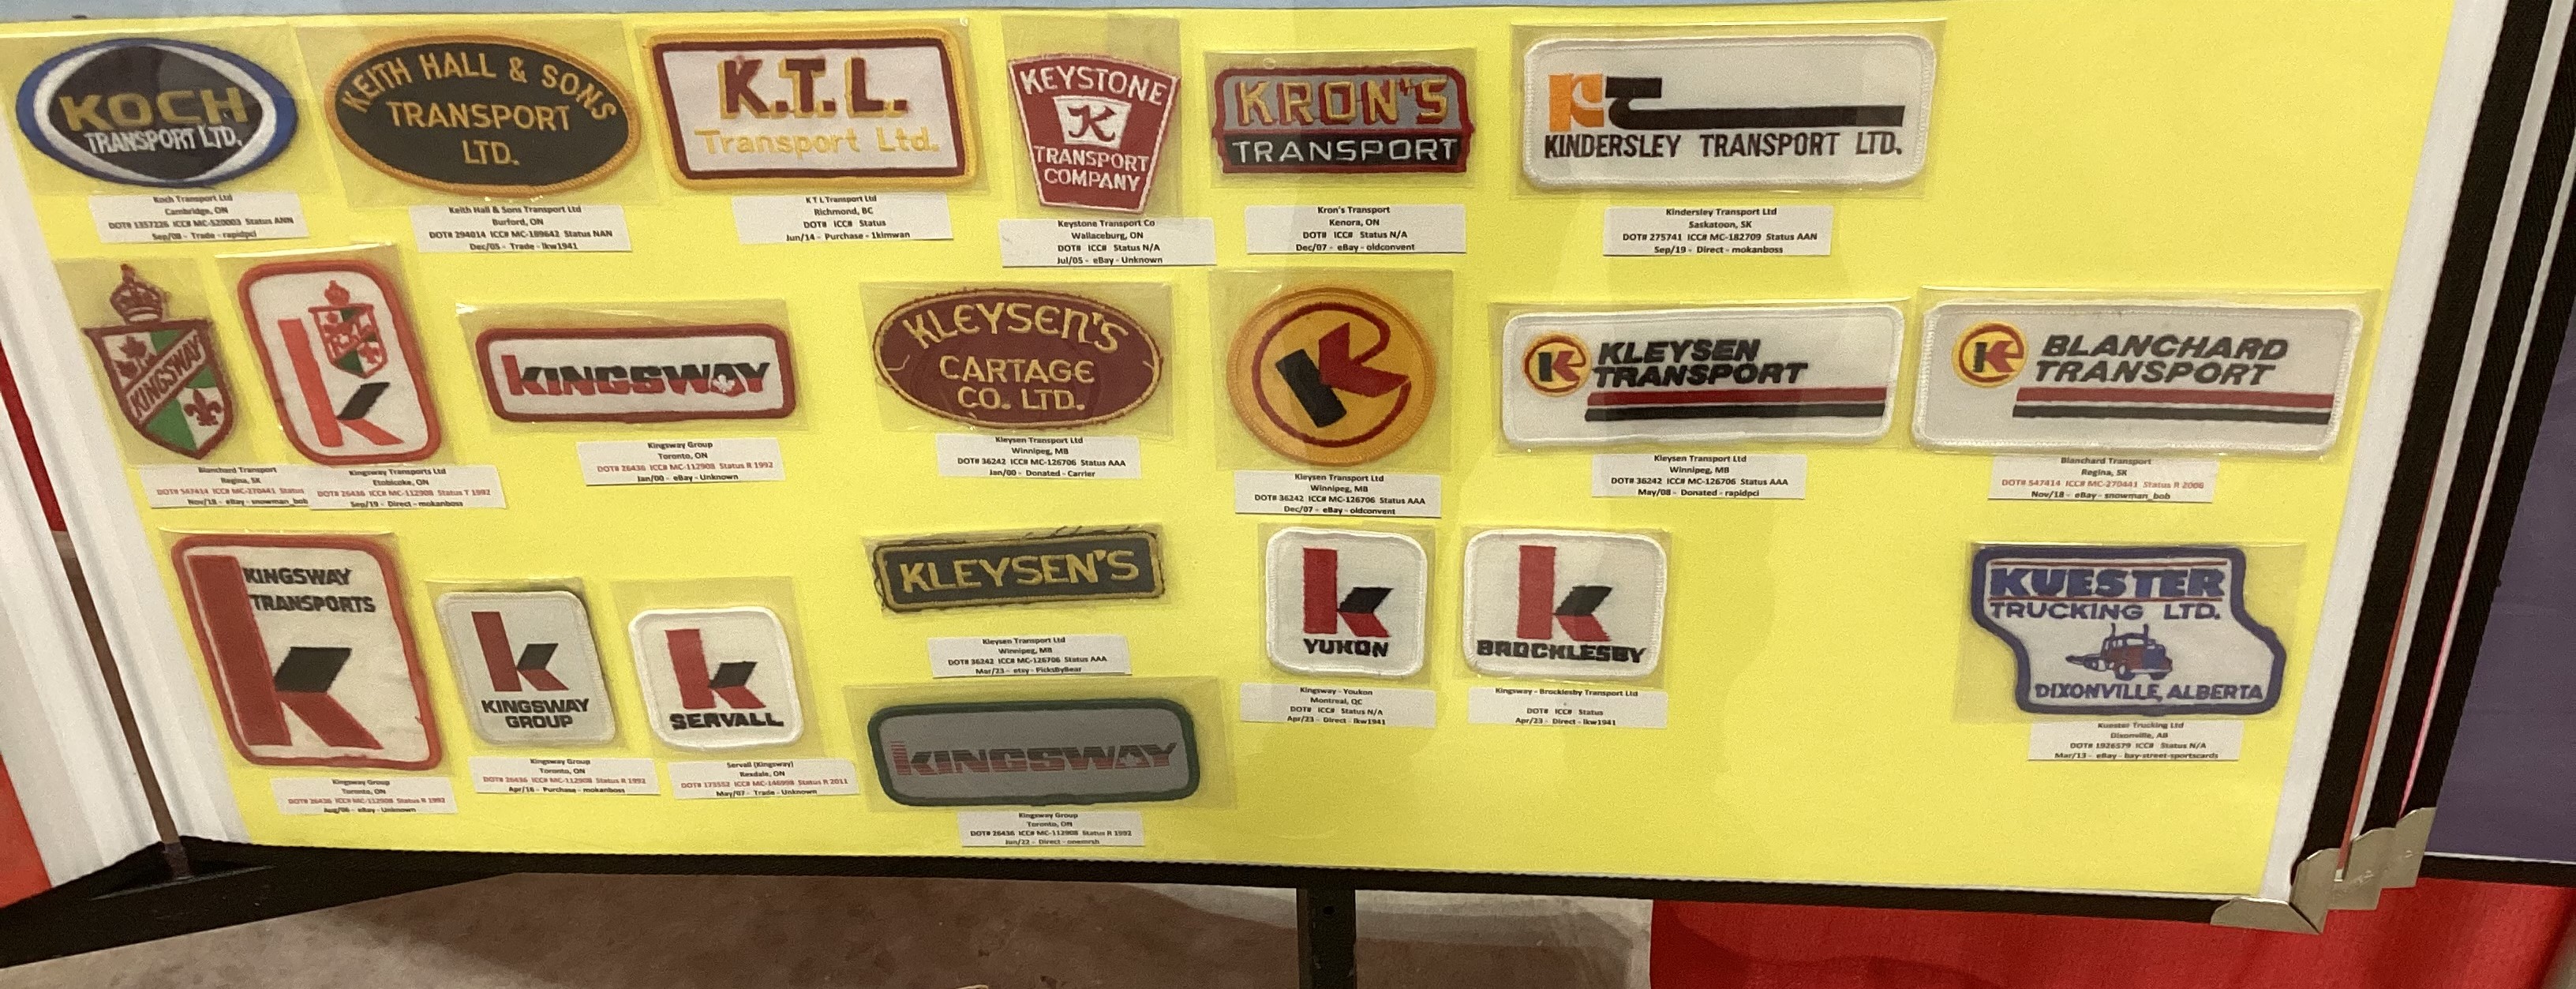 KOCH
TRANSPORT LTD.
Koch Transport Ltd
Cambridge, ON
DOT# 1357226 ICC# MC-520003 Status ANN
Sep/08 - Trade - rapidpci
KEITH HALL & SONS
TRANSPORT
LTD.
Keith Hall & Sons Transport Ltd
Burford, ON
DOT# 294014 ICC# MC-189642 Status NAN
Dec/05 - Trade - lkw1941
K.T.L.
Transport Ltd.
K T L Transport Ltd
Richmond, BC
DOT# ICC# Status
Jun/14 - Purchase - 1kimwan
KEYSTONE
K
TRANSPORT
COMPANY
Keystone Transport Co
Wallaceburg, ON
DOT# ICC# Status N/A
Jul/05 - eBay - Unknown
KRON'S
TRANSPORT
Kron's Transport
Kenora, ON
DOT# ICC# Status N/A
Dec/07 - eBay - oldconvent
KT
KINDERSLEY TRANSPORT LTD.
Kindersley Transport Ltd
Saskatoon, SK
DOT# 275741 ICC# MC-182709 Status AAN
Sep/19 - Direct - mokanboss
KINGSWAY
Blanchard Transport
Regina, SK
DOT# 547414 ICC# MC-270441 Status
Nov/18 - eBay - snowman_bob
k
Kingsway Transports Ltd
Etobicoke, ON
DOT# 26436 ICC# MC-112908 Status T 1992
Sep/19 - Direct - mokanboss
KINGSWAY
Kingsway Group
Toronto, ON
DOT# 26436 ICC# MC-112908 Status R 1992
Jan/00 - eBay - Unknown
KLEYSEN'S
CARTAGE
CO. LTD.
Kleysen Transport Ltd
Winnipeg, MB
DOT# 36242 ICC# MC-126706 Status AAA
Jan/00 - Donated - Carrier
K
Kleysen Transport Ltd
Winnipeg, MB
DOT# 36242 ICC# MC-126706 Status AAA
Dec/07 - eBay - oldconvent
K KLEYSEN
TRANSPORT
Kleysen Transport Ltd
Winnipeg, MB
DOT# 36242 ICC# MC-126706 Status AAA
May/08 - Donated - rapidpci
K BLANCHARD
TRANSPORT
Blanchard Transport
Regina, SK
DOT# 547414 ICC# MC-270441 Status R 2006
Nov/18 - eBay - snowman_bob
k
KINGSWAY
TRANSPORTS
Kingsway Group
Toronto, ON
DOT# 26436 ICC# MC-112908 Status R 1992
Aug/06 - eBay - Unknown
k
KINGSWAY
GROUP
Kingsway Group
Toronto, ON
DOT# 26436 ICC# MC-112908 Status R 1992
Apr/16 - Purchase - mokanboss
k
SERVALL
Servall (Kingsway)
Rexdale, ON
DOT# 175552 ICC# MC-146998 Status R 2011
May/07 - Trade - Unknown
KLEYSEN'S
Kleysen Transport Ltd
Winnipeg, MB
DOT# 36242 ICC# MC-126706 Status AAA
Mar/23 - etsy - PicksByBear
KINGSWAY
Kingsway Group
Toronto, ON
DOT# 26436 ICC# MC-112908 Status R 1992
Jun/22 - Direct -
k
YUKON
Kingsway - Youkon
Montreal, QC
DOT# ICC# Status N/A
Apr/23 - Direct - lkw1941
k
BROCKLESBY
Kingsway - Brocklesby Transport Ltd
DOT# ICC# Status
Apr/23 - Direct - lkw1941
KUESTER
TRUCKING LTD.
DIXONVILLE, ALBERTA
Kuester Trucking Ltd
Dixonville, AB
DOT# 1926579 ICC# Status N/A
Mar/13 - eBay - bay-street-sportscards